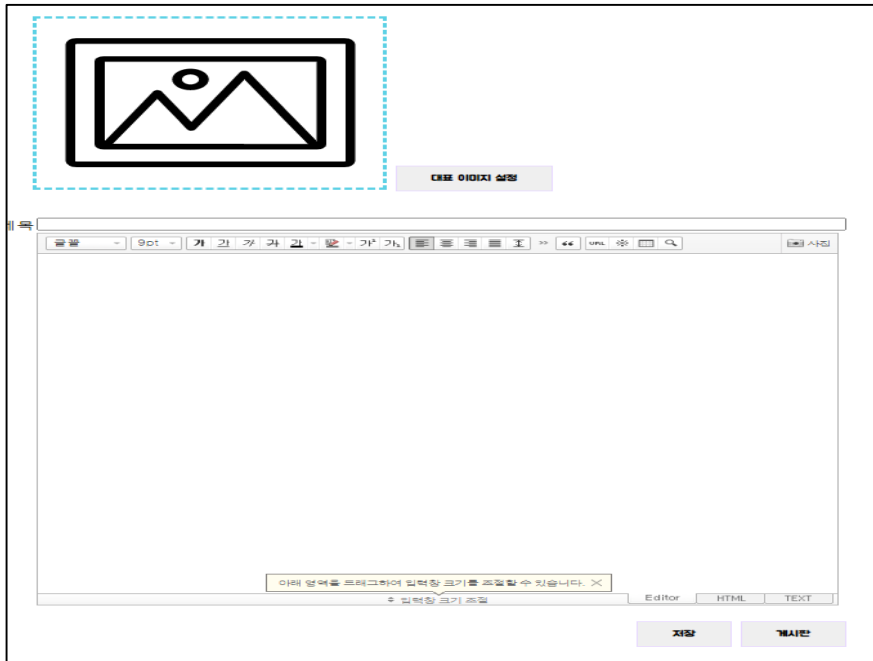 대표 이미지 설정
제목
글꼴 9pt 가 가 가 가 가 가² 가₂ » “ URL ※ 사진
아래 영역을 드래그하여 입력창 크기를 조절할 수 있습니다. ×
입력창 크기 조절 Editor HTML TEXT
저장 게시판